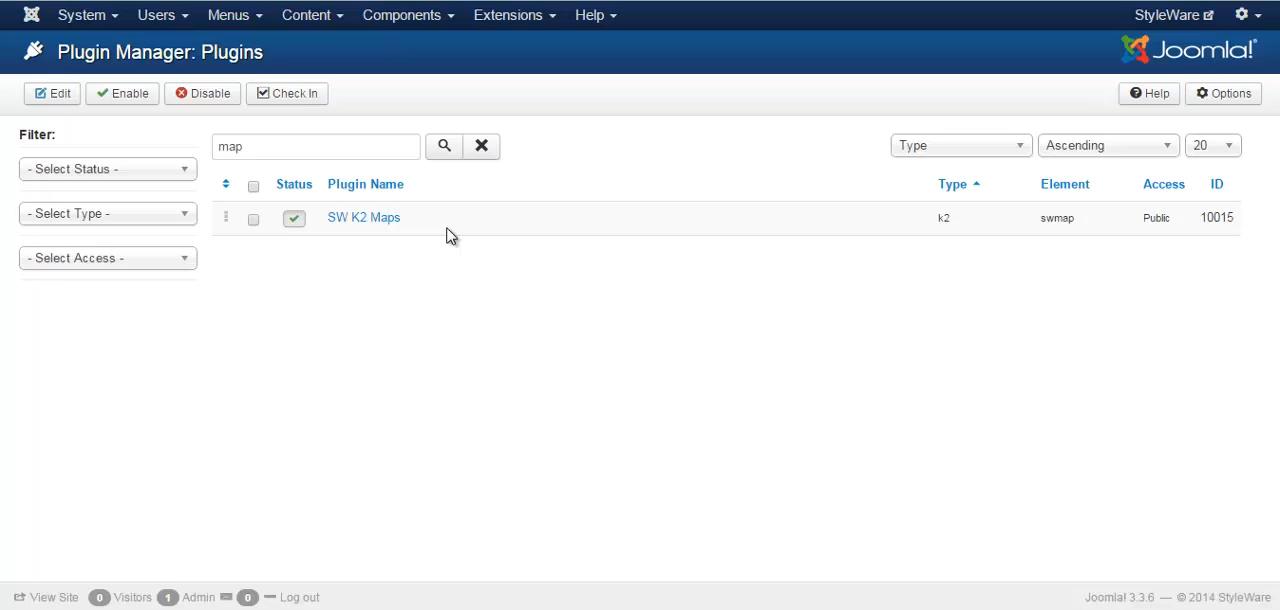 System Users Menus Content Components Extensions Help StyleWare
Plugin Manager: Plugins Joomla!®
Edit Enable Disable Check In Help Options
Filter:
map Type Ascending 20
- Select Status -
Status Plugin Name Type Element Access ID
- Select Type -
SW K2 Maps k2 swmap Public 10015
- Select Access -
View Site 0 Visitors 1 Admin 0 Log out Joomla! 3.3.6 — © 2014 StyleWare